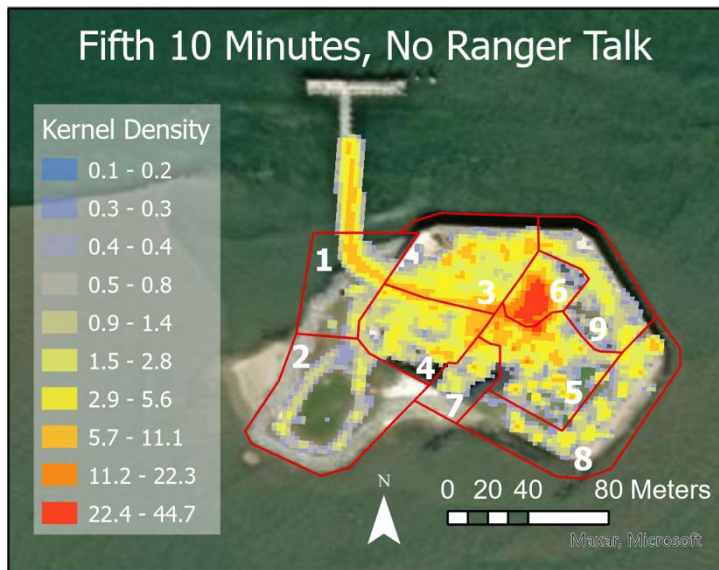 Fifth 10 Minutes, No Ranger Talk
Kernel Density
0.1 - 0.2
0.3 - 0.3
0.4 - 0.4
0.5 - 0.8
0.9 - 1.4
1.5 - 2.8
2.9 - 5.6
5.7 - 11.1
11.2 - 22.3
22.4 - 44.7
1
2
3
4
5
6
7
8
9
N
0 20 40 80 Meters
Maxar, Microsoft